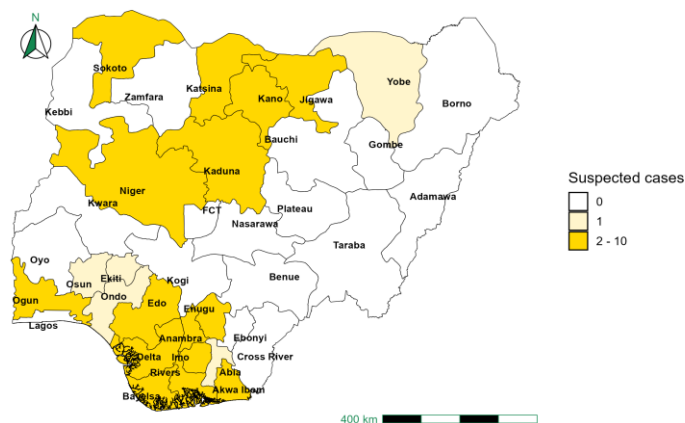 N
Sokoto
Yobe
Zamfara
Katsina
Kano
Jigawa
Borno
Kebbi
Bauchi
Gombe
Kaduna
Niger
Adamawa
Kwara
FCT
Plateau
Nasarawa
Taraba
Oyo
Ekiti
Kogi
Benue
Osun
Ondo
Ogun
Edo
Enugu
Lagos
Anambra
Ebonyi
Delta
Imo
Cross River
Rivers
Abia
Bayelsa
Akwa Ibom
Suspected cases
0
1
2 - 10
400 km